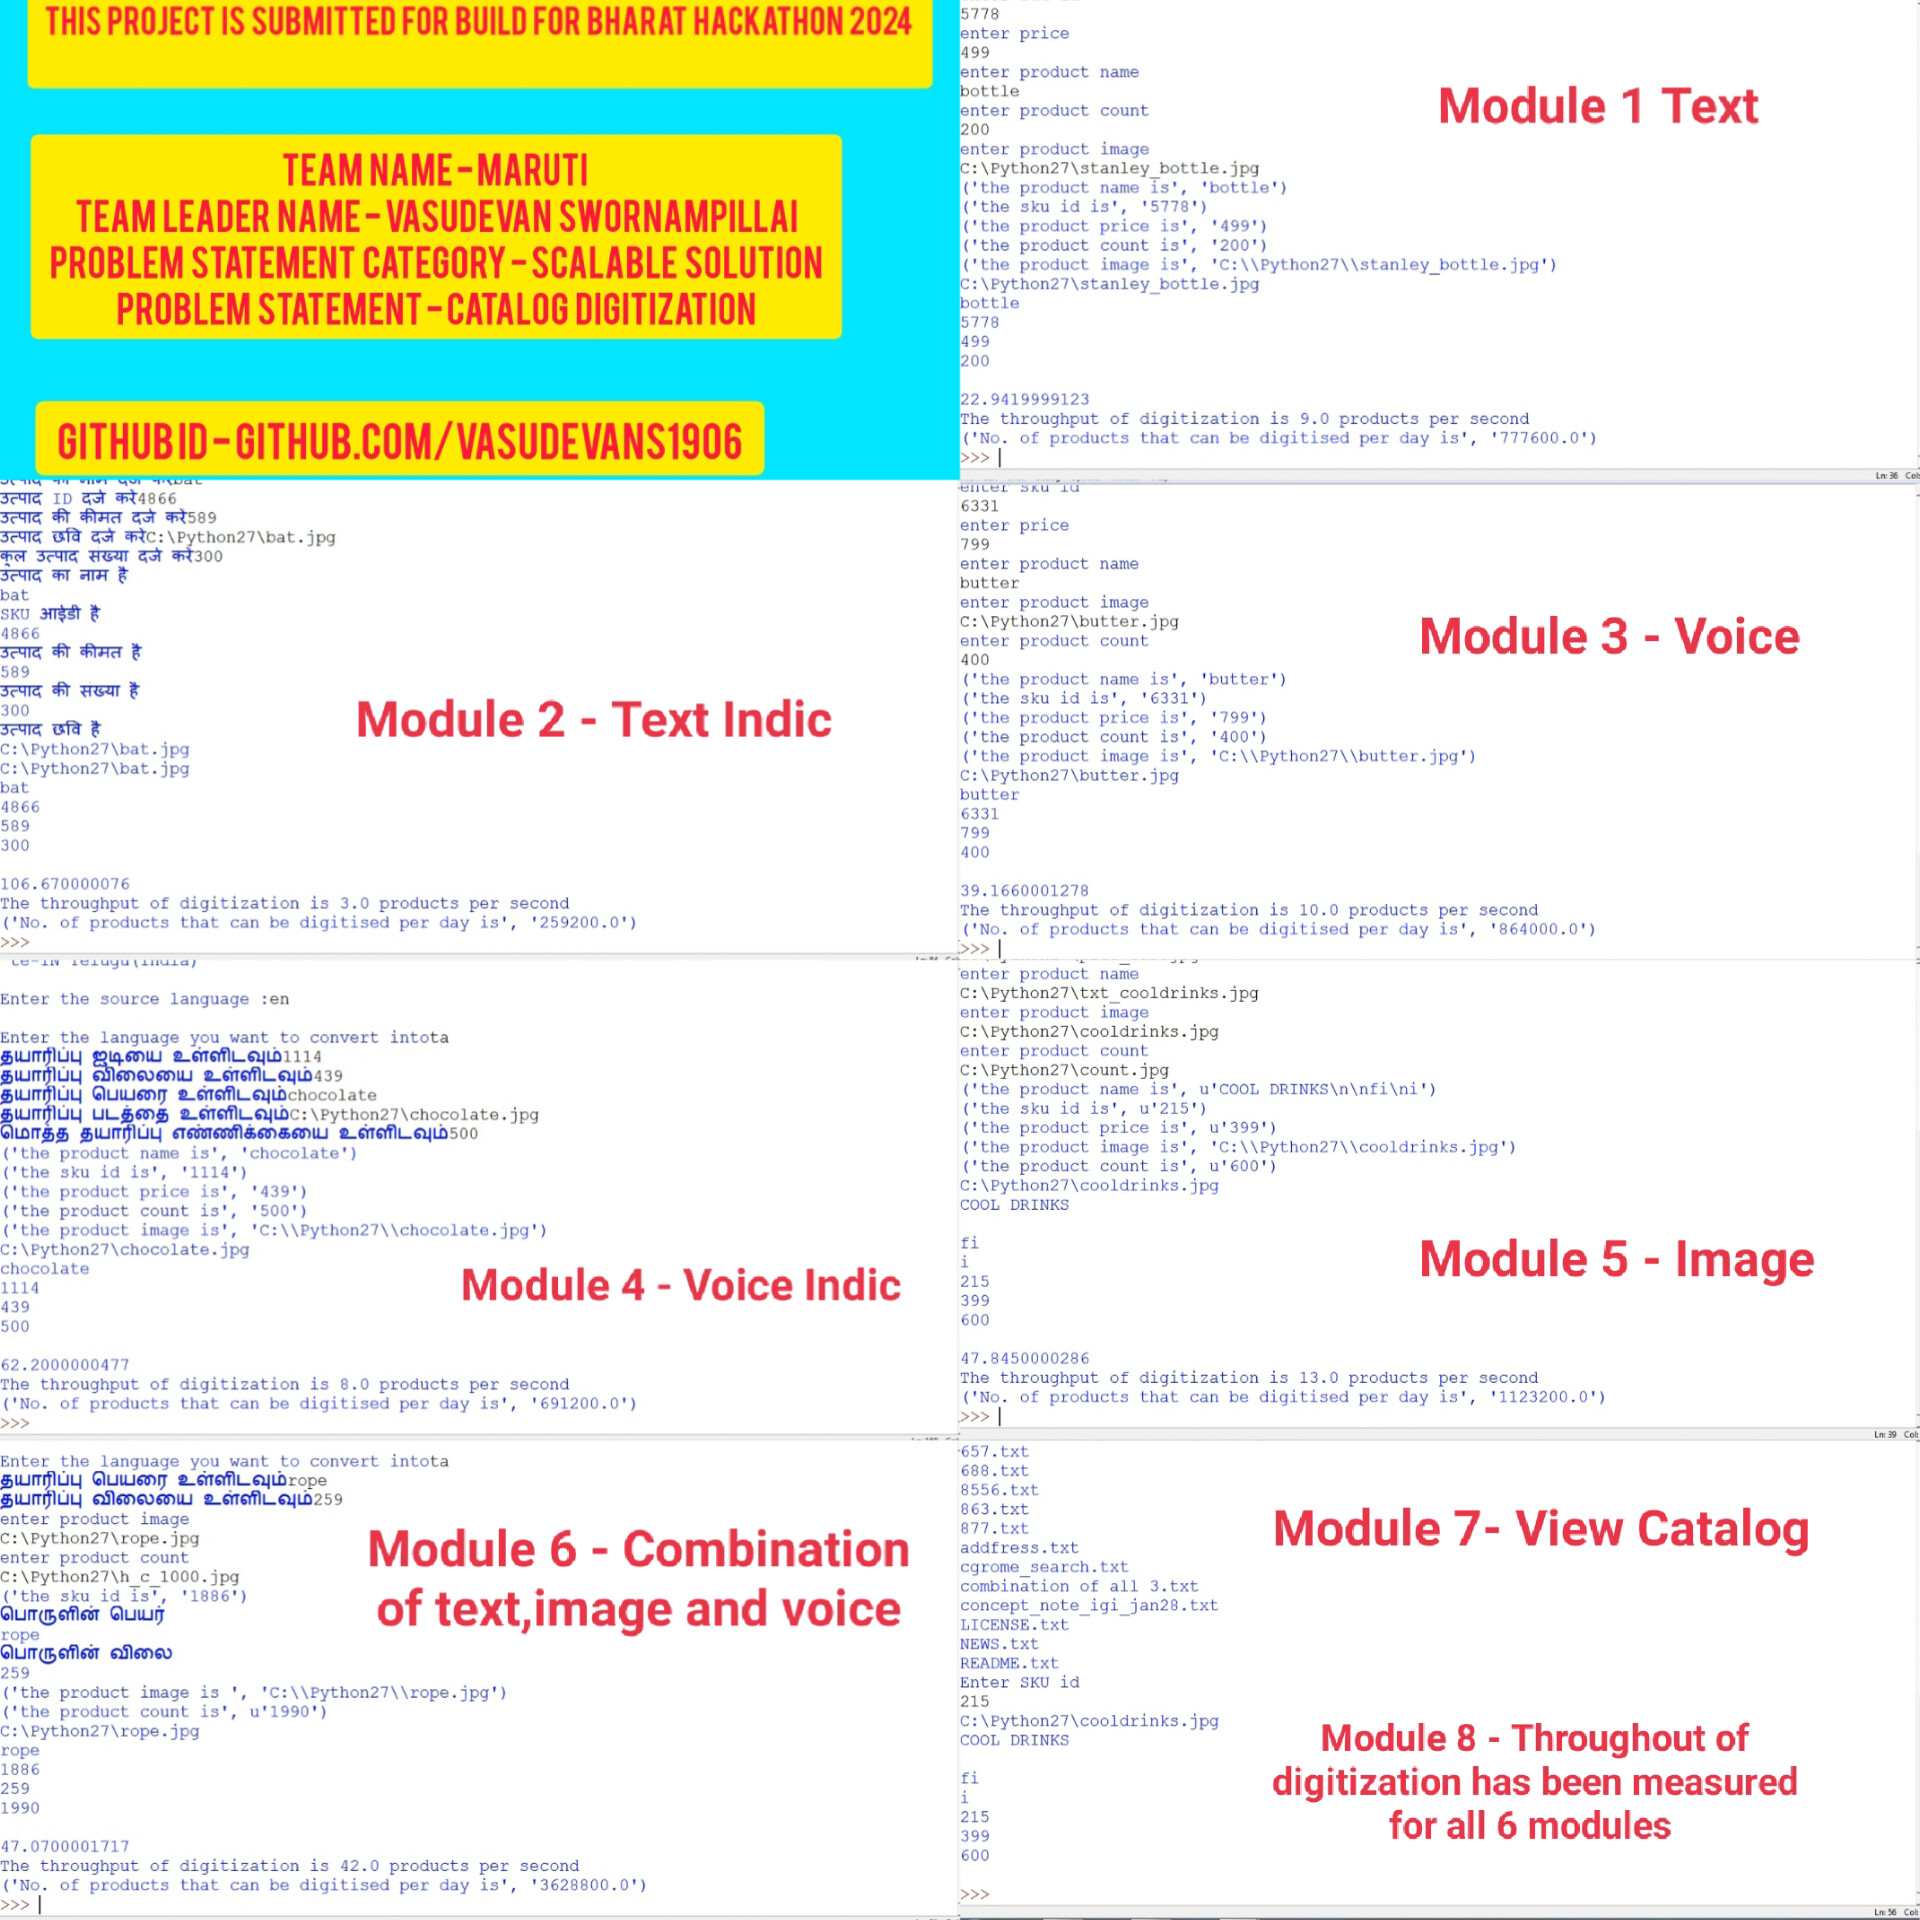 THIS PROJECT IS SUBMITTED FOR BUILD FOR BHARAT HACKATHON 2024
TEAM NAME – MARUTI
TEAM LEADER NAME – VASUDEVAN SWORNAMPILLAI
PROBLEM STATEMENT CATEGORY – SCALABLE SOLUTION
PROBLEM STATEMENT – CATALOG DIGITIZATION
GITHUB ID – GITHUB.COM/VASUDEVANS1906
5778
enter price
499
enter product name
bottle
enter product count
200
enter product image
C:\Python27\stanley_bottle.jpg
('the product name is', 'bottle')
('the sku id is', '5778')
('the product price is', '499')
('the product count is', '200')
('the product image is', 'C:\\Python27\\stanley_bottle.jpg')
C:\Python27\stanley_bottle.jpg
bottle
5778
499
200
22.9419999123
The throughput of digitization is 9.0 products per second
('No. of products that can be digitised per day is', '777600.0')
>>>
Module 1 Text
Ln: 36 Col:
उत्पाद का नाम दर्ज करेंbat
उत्पाद ID दर्ज करें4866
उत्पाद की कीमत दर्ज करें589
उत्पाद छवि दर्ज करेंC:\Python27\bat.jpg
कुल उत्पाद संख्या दर्ज करें300
उत्पाद का नाम है
bat
SKU आईडी है
4866
उत्पाद की कीमत है
589
उत्पाद की संख्या है
300
उत्पाद छवि है
C:\Python27\bat.jpg
C:\Python27\bat.jpg
bat
4866
589
300
106.670000076
The throughput of digitization is 3.0 products per second
('No. of products that can be digitised per day is', '259200.0')
>>>
Module 2 - Text Indic
enter sku id
6331
enter price
799
enter product name
butter
enter product image
C:\Python27\butter.jpg
enter product count
400
('the product name is', 'butter')
('the sku id is', '6331')
('the product price is', '799')
('the product count is', '400')
('the product image is', 'C:\\Python27\\butter.jpg')
C:\Python27\butter.jpg
butter
6331
799
400
39.1660001278
The throughput of digitization is 10.0 products per second
('No. of products that can be digitised per day is', '864000.0')
>>>
Module 3 - Voice
te-IN Telugu(India)
Enter the source language :en
Enter the language you want to convert intota
தயாரிப்பு ஐடியை உள்ளிடவும்1114
தயாரிப்பு விலையை உள்ளிடவும்439
தயாரிப்பு பெயரை உள்ளிடவும்chocolate
தயாரிப்பு படத்தை உள்ளிடவும்C:\Python27\chocolate.jpg
மொத்த தயாரிப்பு எண்ணிக்கையை உள்ளிடவும்500
('the product name is', 'chocolate')
('the sku id is', '1114')
('the product price is', '439')
('the product count is', '500')
('the product image is', 'C:\\Python27\\chocolate.jpg')
C:\Python27\chocolate.jpg
chocolate
1114
439
500
62.2000000477
The throughput of digitization is 8.0 products per second
('No. of products that can be digitised per day is', '691200.0')
>>>
Module 4 - Voice Indic
enter product name
C:\Python27\txt_cooldrinks.jpg
enter product image
C:\Python27\cooldrinks.jpg
enter product count
C:\Python27\count.jpg
('the product name is', u'COOL DRINKS\n\nfi\ni')
('the sku id is', u'215')
('the product price is', u'399')
('the product image is', 'C:\\Python27\\cooldrinks.jpg')
('the product count is', u'600')
C:\Python27\cooldrinks.jpg
COOL DRINKS
fi
i
215
399
600
47.8450000286
The throughput of digitization is 13.0 products per second
('No. of products that can be digitised per day is', '1123200.0')
>>>
Module 5 - Image
Ln: 39 Col:
Enter the language you want to convert intota
தயாரிப்பு பெயரை உள்ளிடவும்rope
தயாரிப்பு விலையை உள்ளிடவும்259
enter product image
C:\Python27\rope.jpg
enter product count
C:\Python27\h_c_1000.jpg
('the sku id is', '1886')
பொருளின் பெயர்
rope
பொருளின் விலை
259
('the product image is ', 'C:\\Python27\\rope.jpg')
('the product count is', u'1990')
C:\Python27\rope.jpg
rope
1886
259
1990
47.0700001717
The throughput of digitization is 42.0 products per second
('No. of products that can be digitised per day is', '3628800.0')
>>>
Module 6 - Combination
of text,image and voice
657.txt
688.txt
8556.txt
863.txt
877.txt
addfress.txt
cgrome_search.txt
combination of all 3.txt
concept_note_igi_jan28.txt
LICENSE.txt
NEWS.txt
README.txt
Enter SKU id
215
C:\Python27\cooldrinks.jpg
COOL DRINKS
fi
i
215
399
600
>>>
Module 7- View Catalog
Module 8 - Throughout of
digitization has been measured
for all 6 modules
Ln: 56 Col: